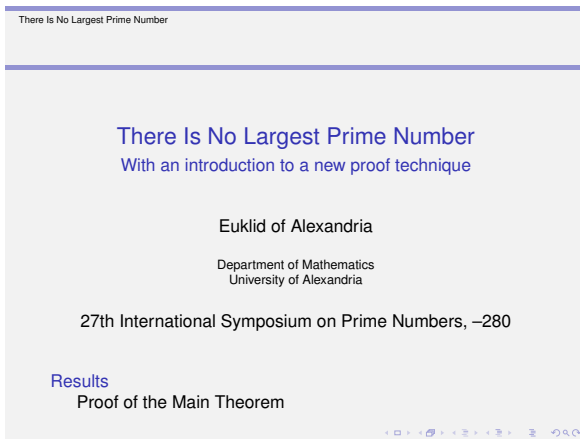 There Is No Largest Prime Number
There Is No Largest Prime Number
With an introduction to a new proof technique
Euklid of Alexandria
Department of Mathematics
University of Alexandria
27th International Symposium on Prime Numbers, –280
Results
Proof of the Main Theorem